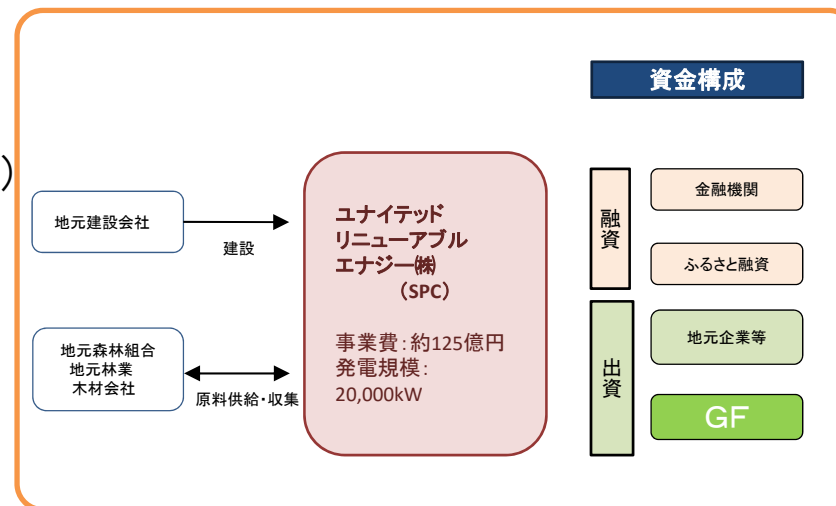 資金構成
)
地元建設会社
建設
地元森林組合
地元林業
木材会社
原料供給・収集
ユナイテッド
リニューアブル
エナジー㈱
（SPC）
事業費：約125億円
発電規模：
20,000kW
融資
金融機関
ふるさと融資
出資
地元企業等
GF